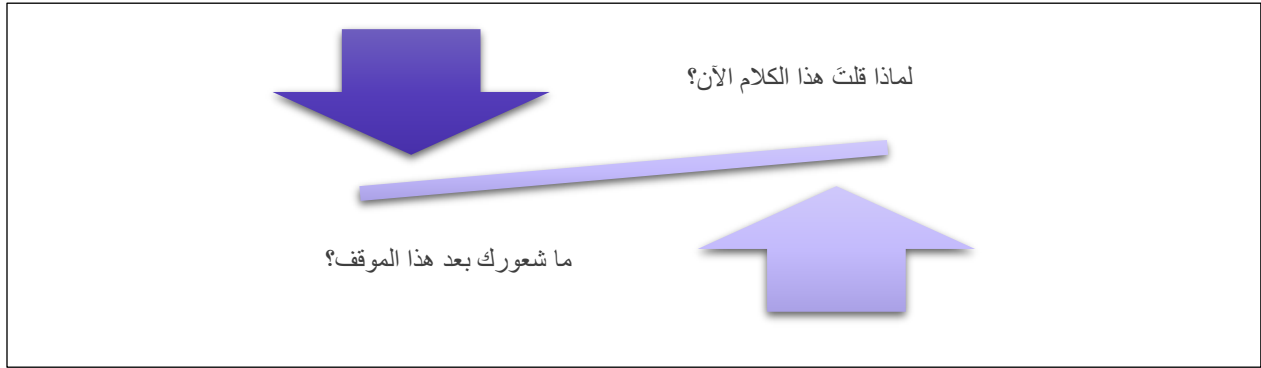 لماذا قلتَ هذا الكلام الآن؟
ما شعورك بعد هذا الموقف؟